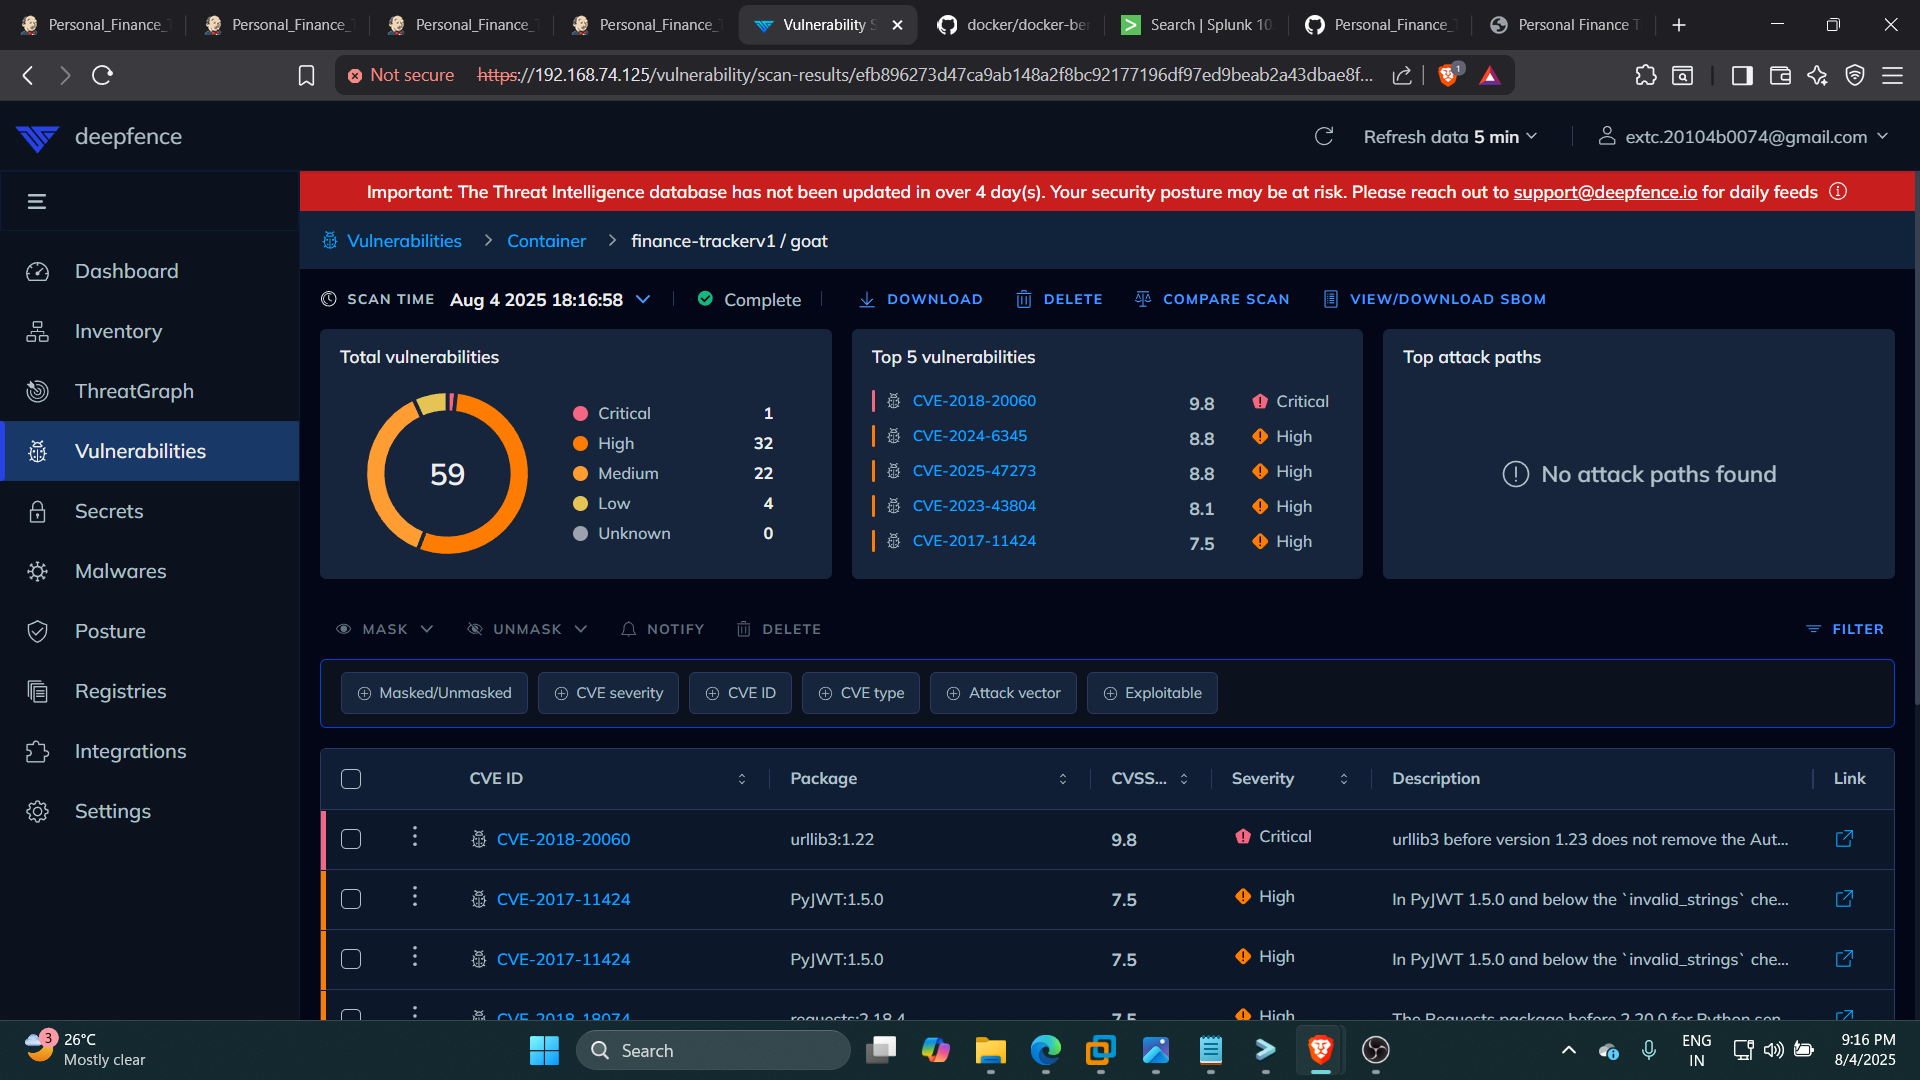 Personal_Finance_T
Personal_Finance_T
Personal_Finance_T
Personal_Finance_T
Vulnerability S
docker/docker-ben
Search | Splunk 10
Personal_Finance_T
Personal Finance T
Not secure https://192.168.74.125/vulnerability/scan-results/efb896273d47ca9ab148a2f8bc92177196df97ed9beab2a43dbae8f...
1
deepfence
Refresh data 5 min
extc.20104b0074@gmail.com
Important: The Threat Intelligence database has not been updated in over 4 day(s). Your security posture may be at risk. Please reach out to support@deepfence.io for daily feeds
Dashboard
Inventory
ThreatGraph
Vulnerabilities
Secrets
Malwares
Posture
Registries
Integrations
Settings
Vulnerabilities > Container > finance-trackerv1 / goat
SCAN TIME Aug 4 2025 18:16:58 Complete DOWNLOAD DELETE COMPARE SCAN VIEW/DOWNLOAD SBOM
Total vulnerabilities
59
Critical 1
High 32
Medium 22
Low 4
Unknown 0
Top 5 vulnerabilities
CVE-2018-20060 9.8 Critical
CVE-2024-6345 8.8 High
CVE-2025-47273 8.8 High
CVE-2023-43804 8.1 High
CVE-2017-11424 7.5 High
Top attack paths
No attack paths found
MASK UNMASK NOTIFY DELETE FILTER
Masked/Unmasked CVE severity CVE ID CVE type Attack vector Exploitable
CVE ID Package CVSS... Severity Description Link
CVE-2018-20060 urllib3:1.22 9.8 Critical urllib3 before version 1.23 does not remove the Aut...
CVE-2017-11424 PyJWT:1.5.0 7.5 High In PyJWT 1.5.0 and below the `invalid_strings` che...
CVE-2017-11424 PyJWT:1.5.0 7.5 High In PyJWT 1.5.0 and below the `invalid_strings` che...
CVE-2018-18074 requests:2.18.4 7.5 High The Requests package before 2.20.0 for Python sen...
3
26°C
Mostly clear
Search
ENG
IN
9:16 PM
8/4/2025